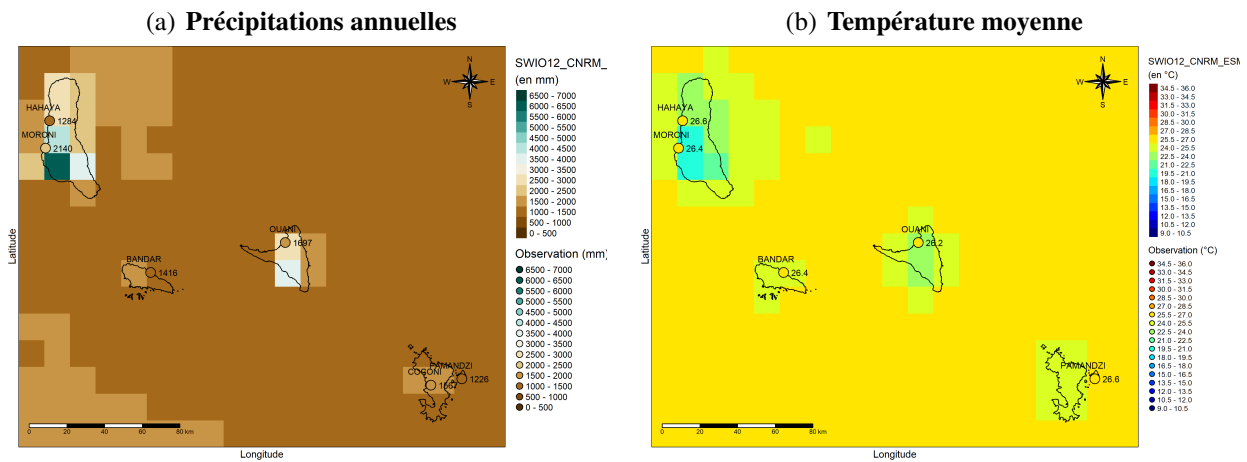 (a) Précipitations annuelles
(b) Température moyenne
SWIO12_CNRM_
(en mm)
6500 - 7000
6000 - 6500
5500 - 6000
5000 - 5500
4500 - 5000
4000 - 4500
3500 - 4000
3000 - 3500
2500 - 3000
2000 - 2500
1500 - 2000
1000 - 1500
500 - 1000
0 - 500
Observation (mm)
6500 - 7000
6000 - 6500
5500 - 6000
5000 - 5500
4500 - 5000
4000 - 4500
3500 - 4000
3000 - 3500
2500 - 3000
2000 - 2500
1500 - 2000
1000 - 1500
500 - 1000
0 - 500
N
W E
S
HAHAYA
1284
MORONI
2140
OUANI
1697
BANDAR
1416
PAMANDZI
COCONI
1226
Latitude
0 20 40 60 80 km
Longitude
SWIO12_CNRM_ESM
(en °C)
34.5 - 36.0
33.0 - 34.5
31.5 - 33.0
30.0 - 31.5
28.5 - 30.0
27.0 - 28.5
25.5 - 27.0
24.0 - 25.5
22.5 - 24.0
21.0 - 22.5
19.5 - 21.0
18.0 - 19.5
16.5 - 18.0
15.0 - 16.5
13.5 - 15.0
12.0 - 13.5
10.5 - 12.0
9.0 - 10.5
Observation (°C)
34.5 - 36.0
33.0 - 34.5
31.5 - 33.0
30.0 - 31.5
28.5 - 30.0
27.0 - 28.5
25.5 - 27.0
24.0 - 25.5
22.5 - 24.0
21.0 - 22.5
19.5 - 21.0
18.0 - 19.5
16.5 - 18.0
15.0 - 16.5
13.5 - 15.0
12.0 - 13.5
10.5 - 12.0
9.0 - 10.5
N
W E
S
HAHAYA
26.6
MORONI
26.4
OUANI
26.2
BANDAR
26.4
PAMANDZI
26.6
Latitude
0 20 40 60 80 km
Longitude